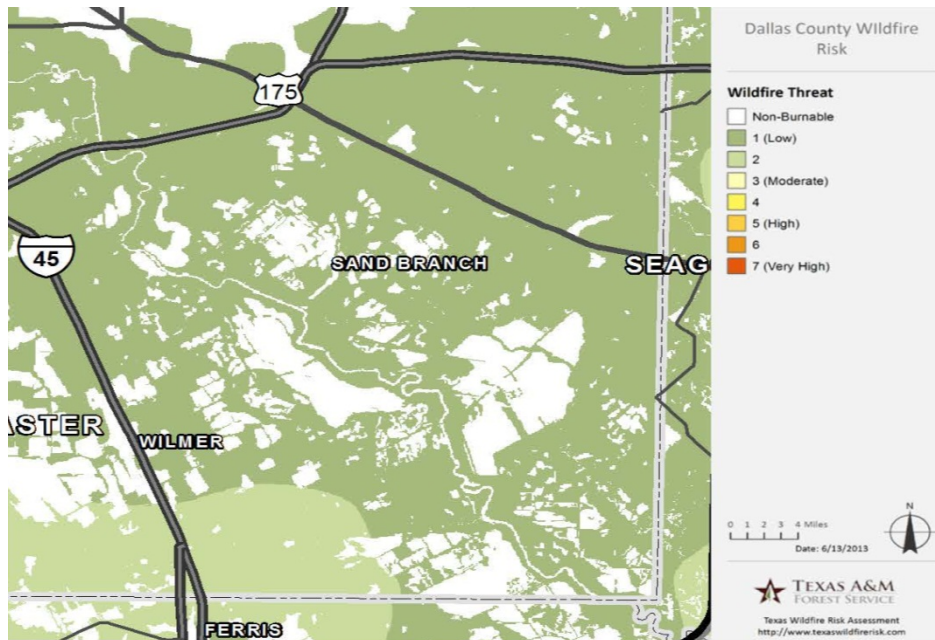 175
45
SAND BRANCH
SEAG
ASTER
WILMER
FERRIS
Dallas County WIldfire
Risk
Wildfire Threat
Non-Burnable
1 (Low)
2
3 (Moderate)
4
5 (High)
6
7 (Very High)
N
0 1 2 3 4 Miles
Date: 6/13/2013
TEXAS A&M
FOREST SERVICE
Texas Wildfire Risk Assessment
http://www.texaswildfirerisk.com